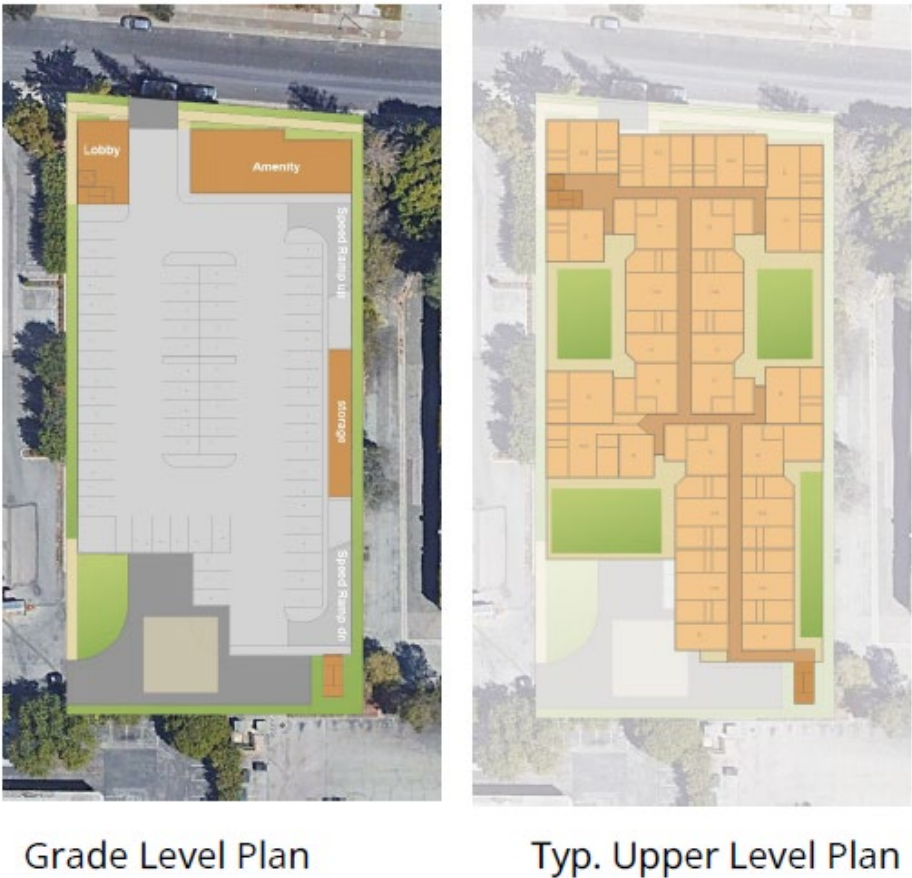 Lobby
Amenity
Speed Ramp up
storage
Speed Ramp dn
Grade Level Plan
Typ. Upper Level Plan